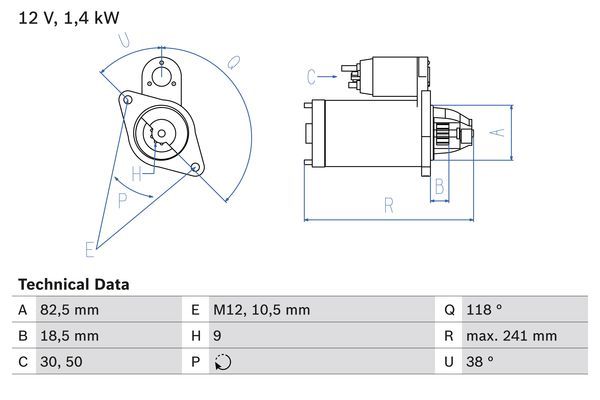 12 V, 1,4 kW
U
Q
C
A
H
B
P
R
E
Technical Data
A 82,5 mm E M12, 10,5 mm Q 118 °
B 18,5 mm H 9 R max. 241 mm
C 30, 50 P U 38 °